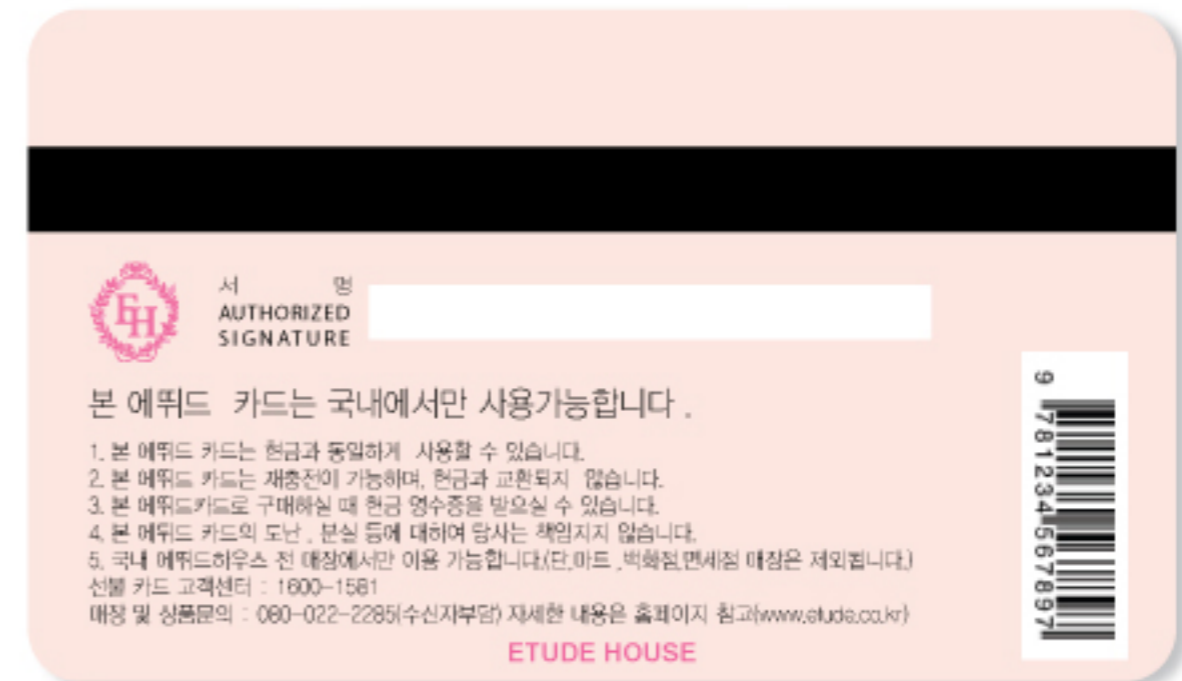 EH
서 명
AUTHORIZED
SIGNATURE
본 에뛰드 카드는 국내에서만 사용가능합니다 .
1. 본 에뛰드 카드는 현금과 동일하게 사용할 수 있습니다.
2. 본 에뛰드 카드는 재충전이 가능하며, 현금과 교환되지 않습니다.
3. 본 에뛰드카드로 구매하실 때 현금 영수증을 받으실 수 있습니다.
4. 본 에뛰드 카드의 도난 , 분실 등에 대하여 당사는 책임지지 않습니다.
5. 국내 에뛰드하우스 전 매장에서만 이용 가능합니다.(단,마트 ,백화점,면세점 매장은 제외됩니다.)
선불 카드 고객센터 : 1600-1581
매장 및 상품문의 : 080-022-2285(수신자부담) 자세한 내용은 홈페이지 참고(www.etude.co.kr)
ETUDE HOUSE
9 781234 567897